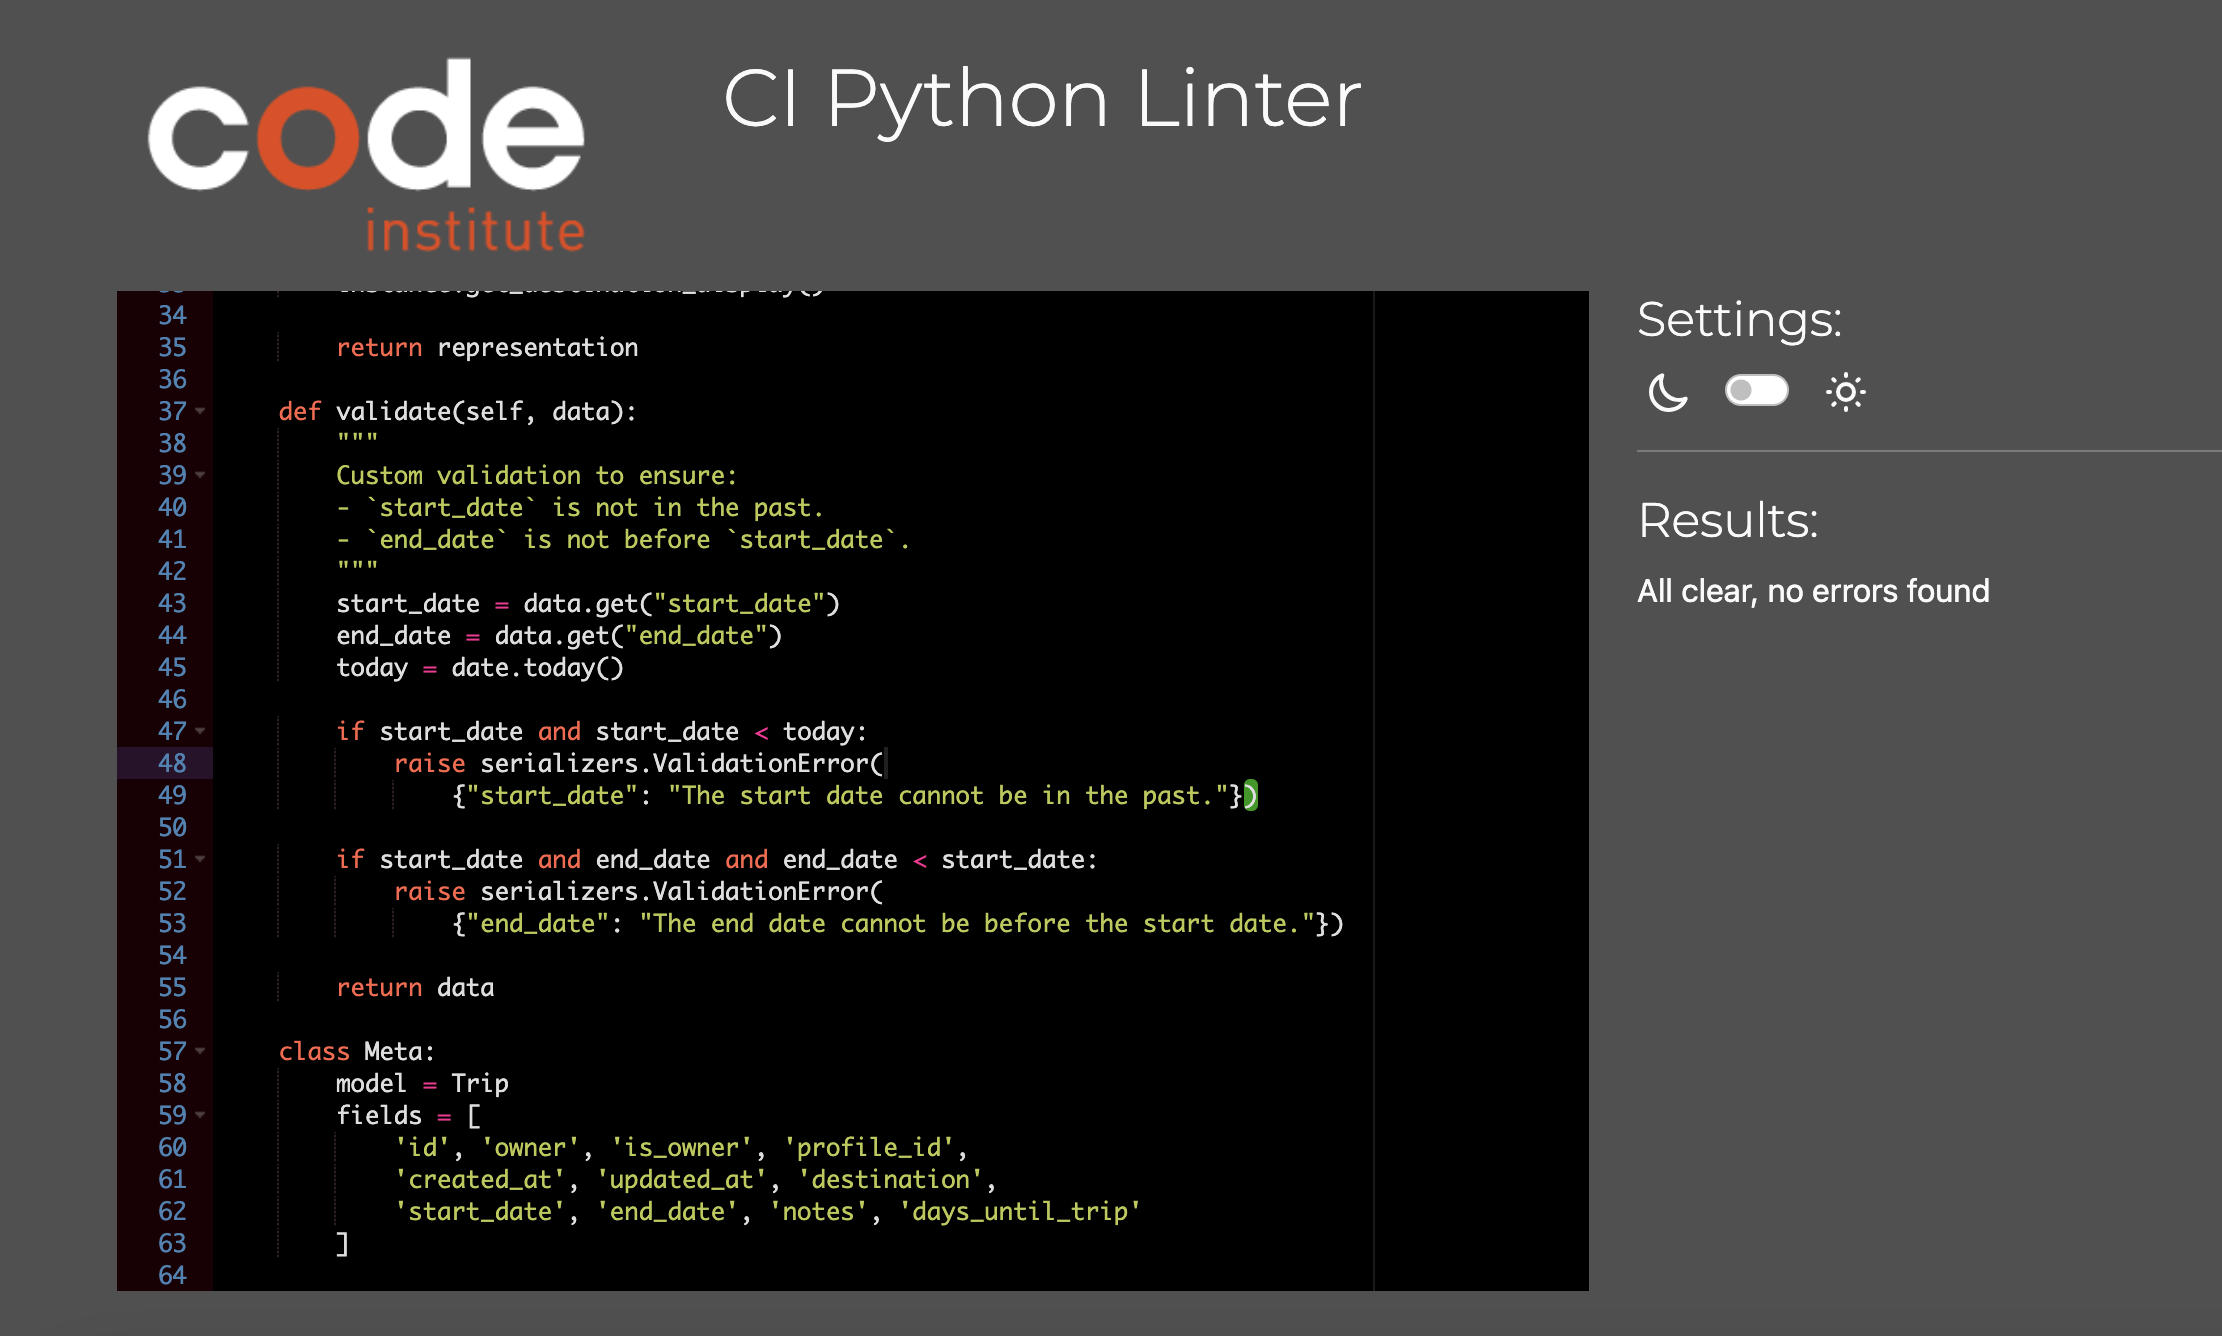 code
institute
CI Python Linter
34
35 return representation
36
37 def validate(self, data):
38 """
39 Custom validation to ensure:
40 - `start_date` is not in the past.
41 - `end_date` is not before `start_date`.
42 """
43 start_date = data.get("start_date")
44 end_date = data.get("end_date")
45 today = date.today()
46
47 if start_date and start_date < today:
48 raise serializers.ValidationError(
49 {"start_date": "The start date cannot be in the past."})
50
51 if start_date and end_date and end_date < start_date:
52 raise serializers.ValidationError(
53 {"end_date": "The end date cannot be before the start date."})
54
55 return data
56
57 class Meta:
58 model = Trip
59 fields = [
60 'id', 'owner', 'is_owner', 'profile_id',
61 'created_at', 'updated_at', 'destination',
62 'start_date', 'end_date', 'notes', 'days_until_trip'
63 ]
64
Settings:
Results:
All clear, no errors found